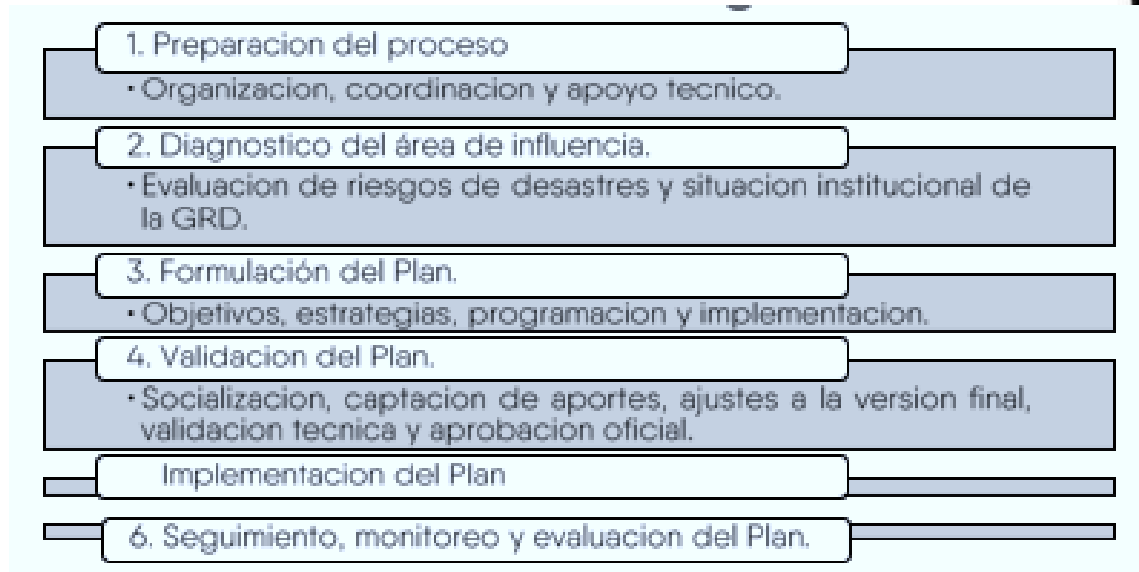 1. Preparacion del proceso
• Organizacion, coordinacion y apoyo tecnico.
2. Diagnostico del área de influencia.
• Evaluacion de riesgos de desastres y situacion institucional de
la GRD.
3. Formulación del Plan.
• Objetivos, estrategias, programacion y implementacion.
4. Validacion del Plan.
• Socializacion, captacion de aportes, ajustes a la version final,
validacion tecnica y aprobacion oficial.
Implementacion del Plan
6. Seguimiento, monitoreo y evaluacion del Plan.